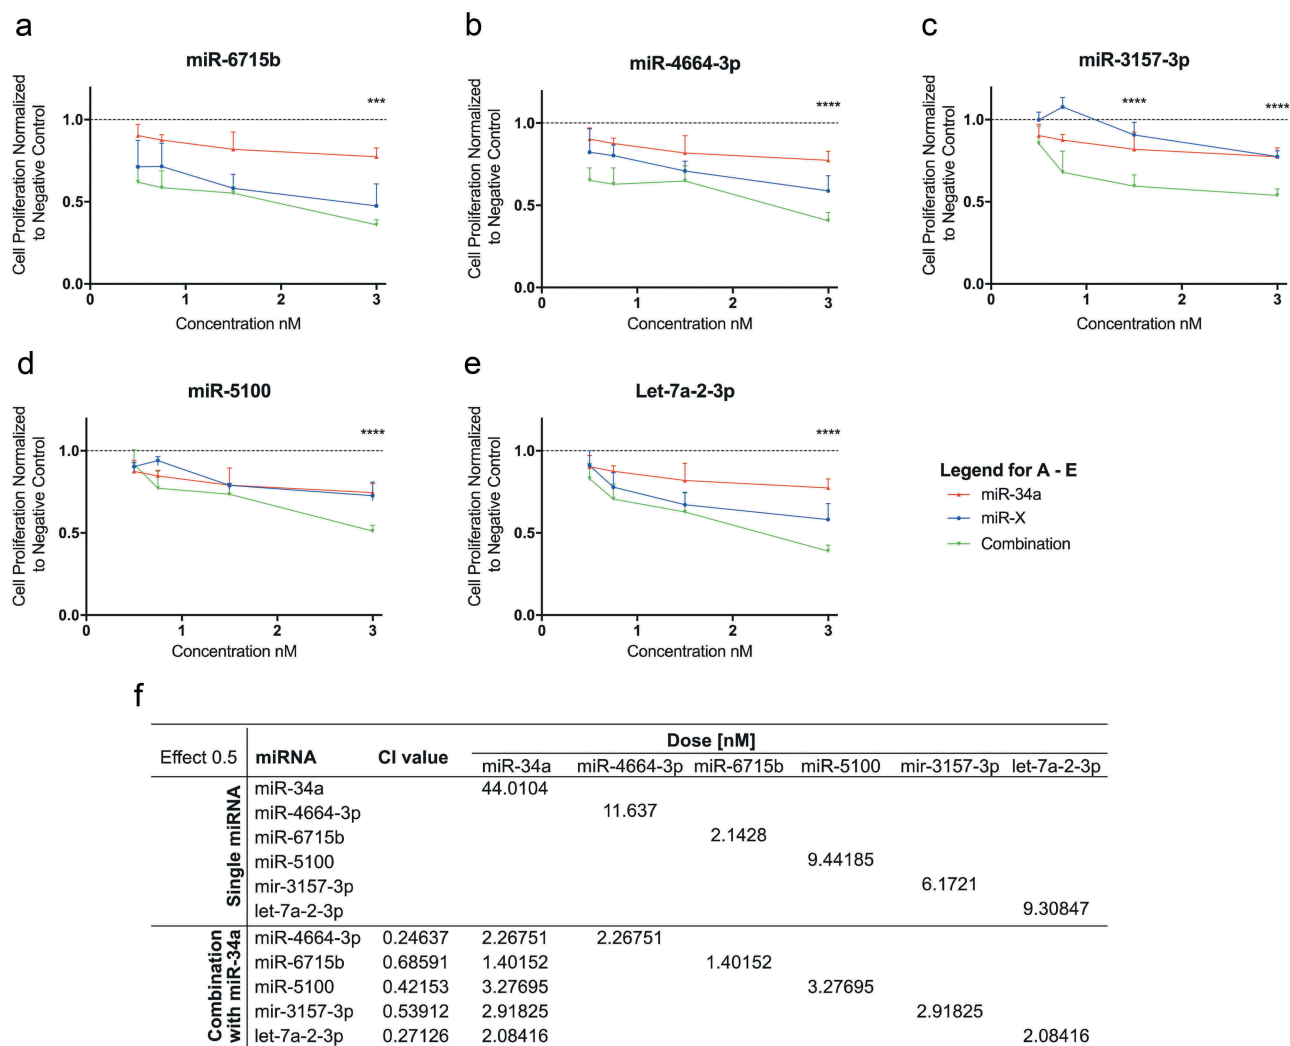 a
miR-6715b
***
Cell Proliferation Normalized
to Negative Control
1.0
0.5
0.0
0 1 2 3
Concentration nM
b
miR-4664-3p
****
Cell Proliferation Normalized
to Negative Control
1.0
0.5
0.0
0 1 2 3
Concentration nM
c
miR-3157-3p
**** ****
Cell Proliferation Normalized
to Negative Control
1.0
0.5
0.0
0 1 2 3
Concentration nM
d
miR-5100
****
Cell Proliferation Normalized
to Negative Control
1.0
0.5
0.0
0 1 2 3
Concentration nM
e
Let-7a-2-3p
****
Cell Proliferation Normalized
to Negative Control
1.0
0.5
0.0
0 1 2 3
Concentration nM
Legend for A - E
miR-34a
miR-X
Combination
f
Effect 0.5 miRNA CI value Dose [nM]
miR-34a miR-4664-3p miR-6715b miR-5100 mir-3157-3p let-7a-2-3p
Single miRNA
miR-34a 44.0104
miR-4664-3p 11.637
miR-6715b 2.1428
miR-5100 9.44185
mir-3157-3p 6.1721
let-7a-2-3p 9.30847
Combination
with miR-34a
miR-4664-3p 0.24637 2.26751 2.26751
miR-6715b 0.68591 1.40152 1.40152
miR-5100 0.42153 3.27695 3.27695
mir-3157-3p 0.53912 2.91825 2.91825
let-7a-2-3p 0.27126 2.08416 2.08416